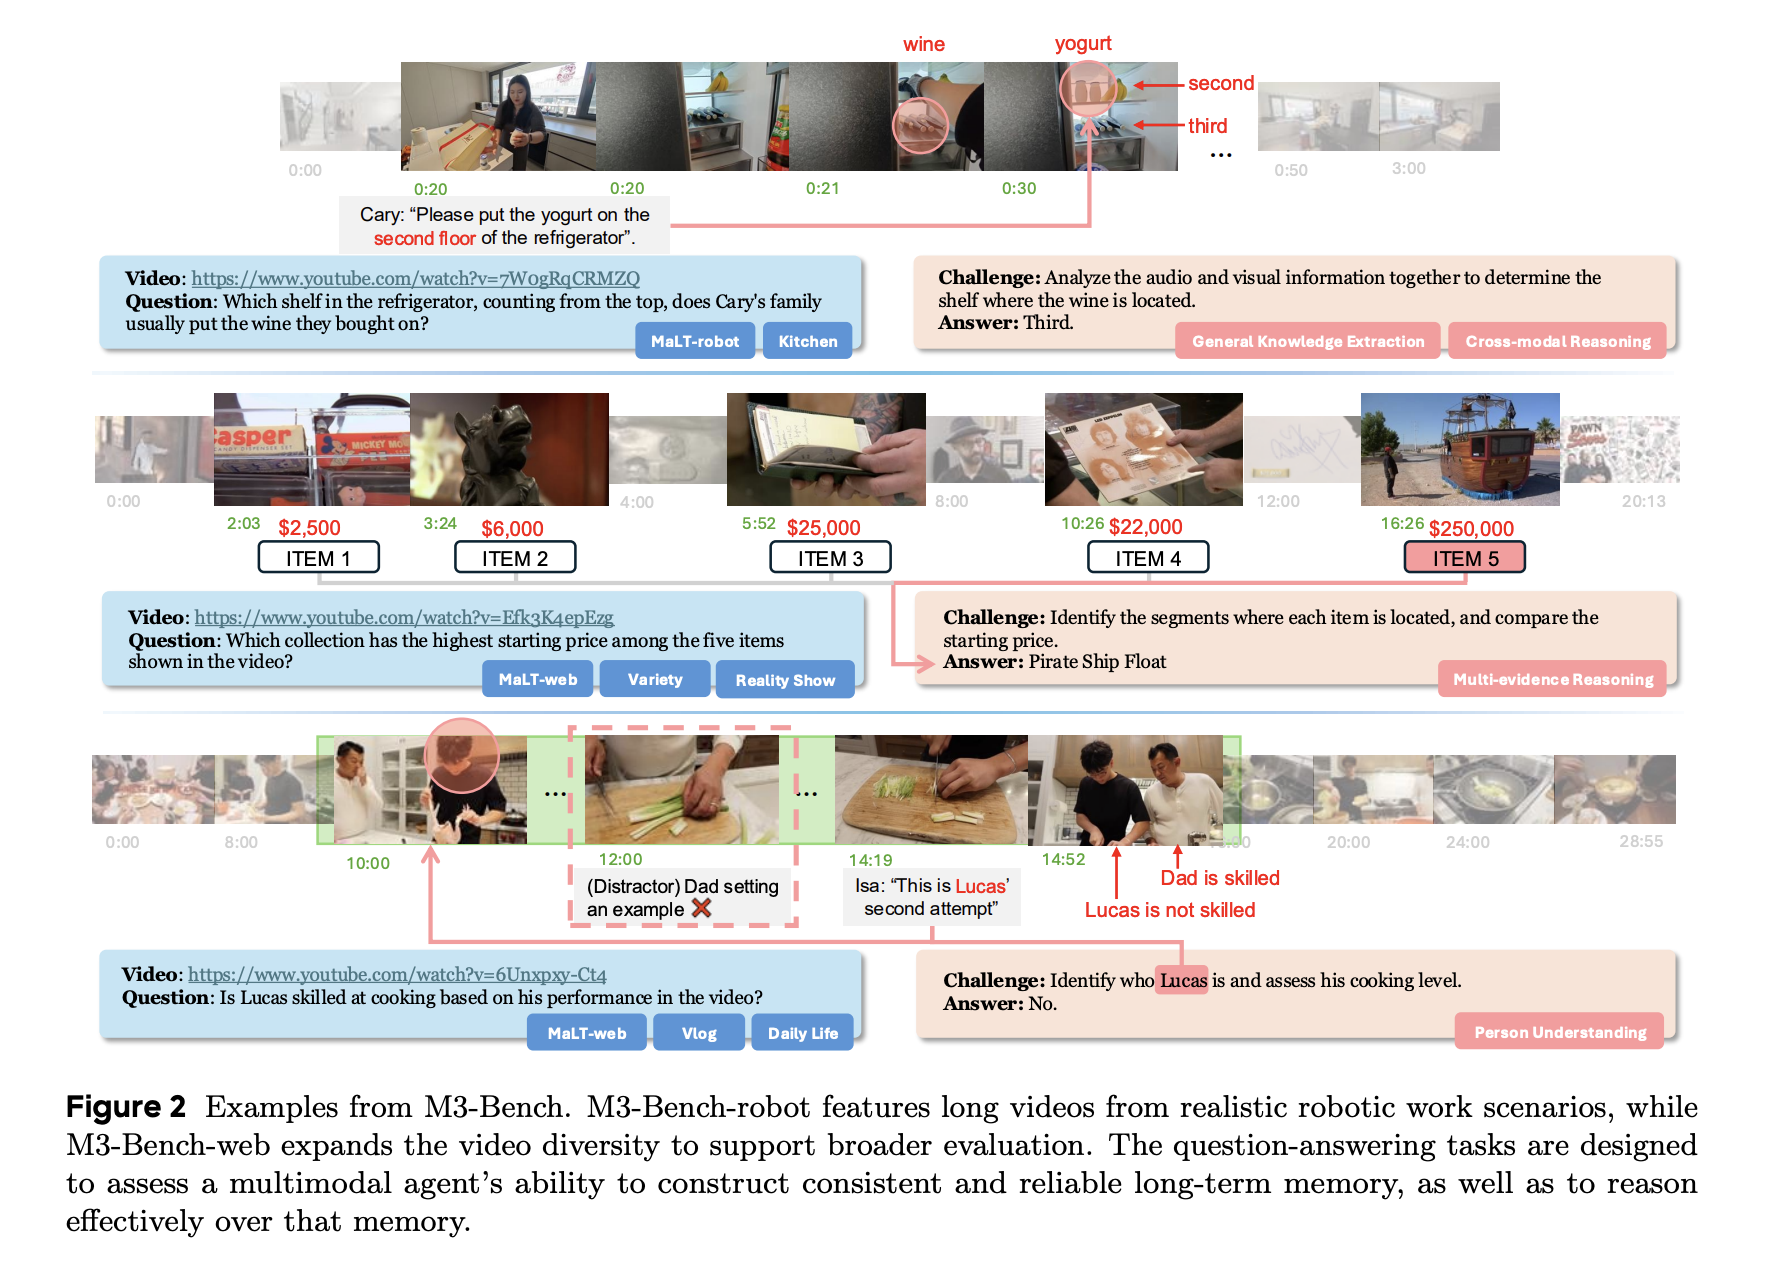 wine
yogurt
second
third
...
0:00
0:20
0:20
0:21
0:30
0:50
3:00
Cary: “Please put the yogurt on the
second floor of the refrigerator”.
Video: https://www.youtube.com/watch?v=7W0gRqCRMZQ
Question: Which shelf in the refrigerator, counting from the top, does Cary's family
usually put the wine they bought on?
MaLT-robot
Kitchen
Challenge: Analyze the audio and visual information together to determine the
shelf where the wine is located.
Answer: Third.
General Knowledge Extraction
Cross-modal Reasoning
asper
CANDY DISPENSER SET
MICKEY MO
PAWN
Stars
0:00
2:03
$2,500
3:24
$6,000
4:00
5:52
$25,000
8:00
10:26
$22,000
12:00
16:26
$250,000
20:13
ITEM 1
ITEM 2
ITEM 3
ITEM 4
ITEM 5
Video: https://www.youtube.com/watch?v=Efk3K4epEzg
Question: Which collection has the highest starting price among the five items
shown in the video?
MaLT-web
Variety
Reality Show
Challenge: Identify the segments where each item is located, and compare the
starting price.
Answer: Pirate Ship Float
Multi-evidence Reasoning
...
...
0:00
8:00
10:00
12:00
14:19
14:52
20:00
24:00
28:55
(Distractor) Dad setting
an example ❌
Isa: “This is Lucas’
second attempt”
Dad is skilled
Lucas is not skilled
Video: https://www.youtube.com/watch?v=6Unxpxy-Ct4
Question: Is Lucas skilled at cooking based on his performance in the video?
MaLT-web
Vlog
Daily Life
Challenge: Identify who Lucas is and assess his cooking level.
Answer: No.
Person Understanding
Figure 2 Examples from M3-Bench. M3-Bench-robot features long videos from realistic robotic work scenarios, while
M3-Bench-web expands the video diversity to support broader evaluation. The question-answering tasks are designed
to assess a multimodal agent’s ability to construct consistent and reliable long-term memory, as well as to reason
effectively over that memory.